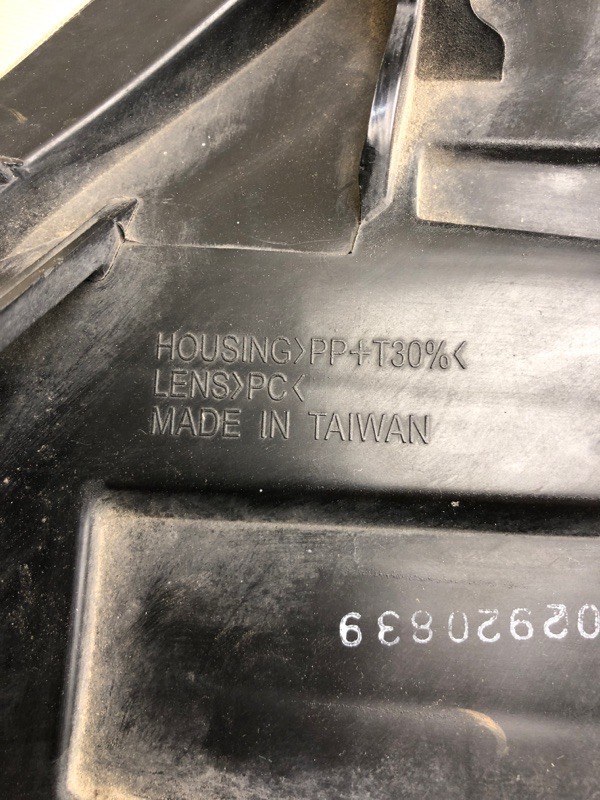 HOUSING>PP+T30%<
LENS>PC<
MADE IN TAIWAN
02920839